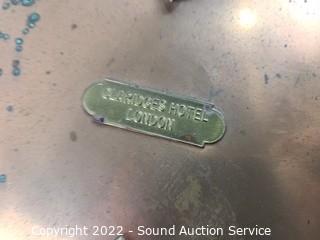 CLARIDGES HOTEL
LONDON
Copyright 2022 - Sound Auction Service